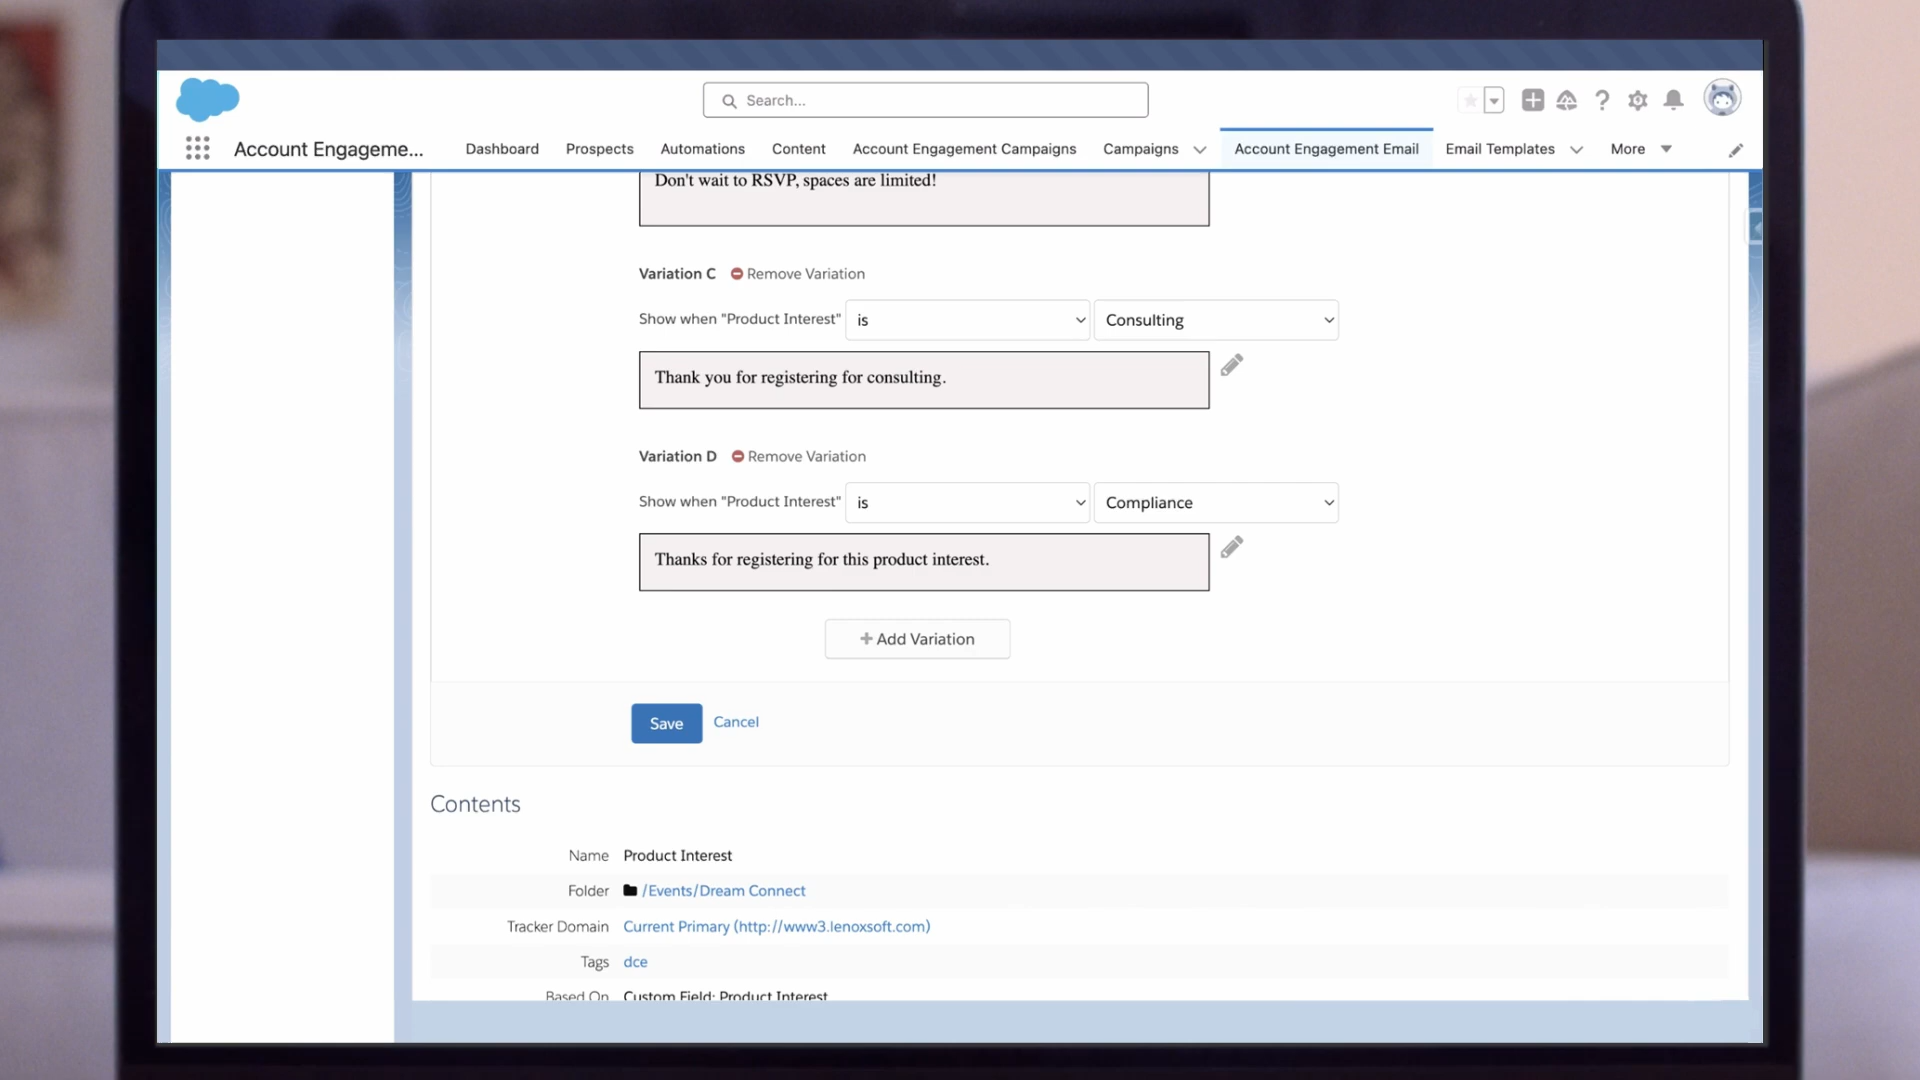 Search...
Account Engageme... Dashboard Prospects Automations Content Account Engagement Campaigns Campaigns Account Engagement Email Email Templates More
Don't wait to RSVP, spaces are limited!
Variation C Remove Variation
Show when "Product Interest" is Consulting
Thank you for registering for consulting.
Variation D Remove Variation
Show when "Product Interest" is Compliance
Thanks for registering for this product interest.
+ Add Variation
Save Cancel
Contents
Name Product Interest
Folder /Events/Dream Connect
Tracker Domain Current Primary (http://www3.lenoxsoft.com)
Tags dce
Based On Custom Field: Product Interest